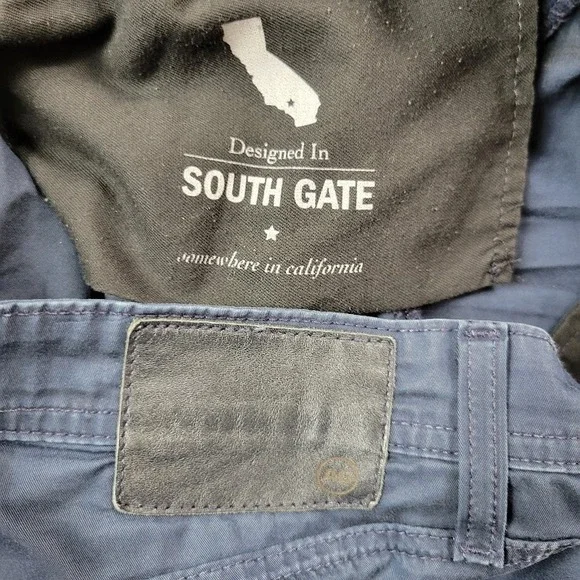 Designed In
SOUTH GATE
somewhere in california